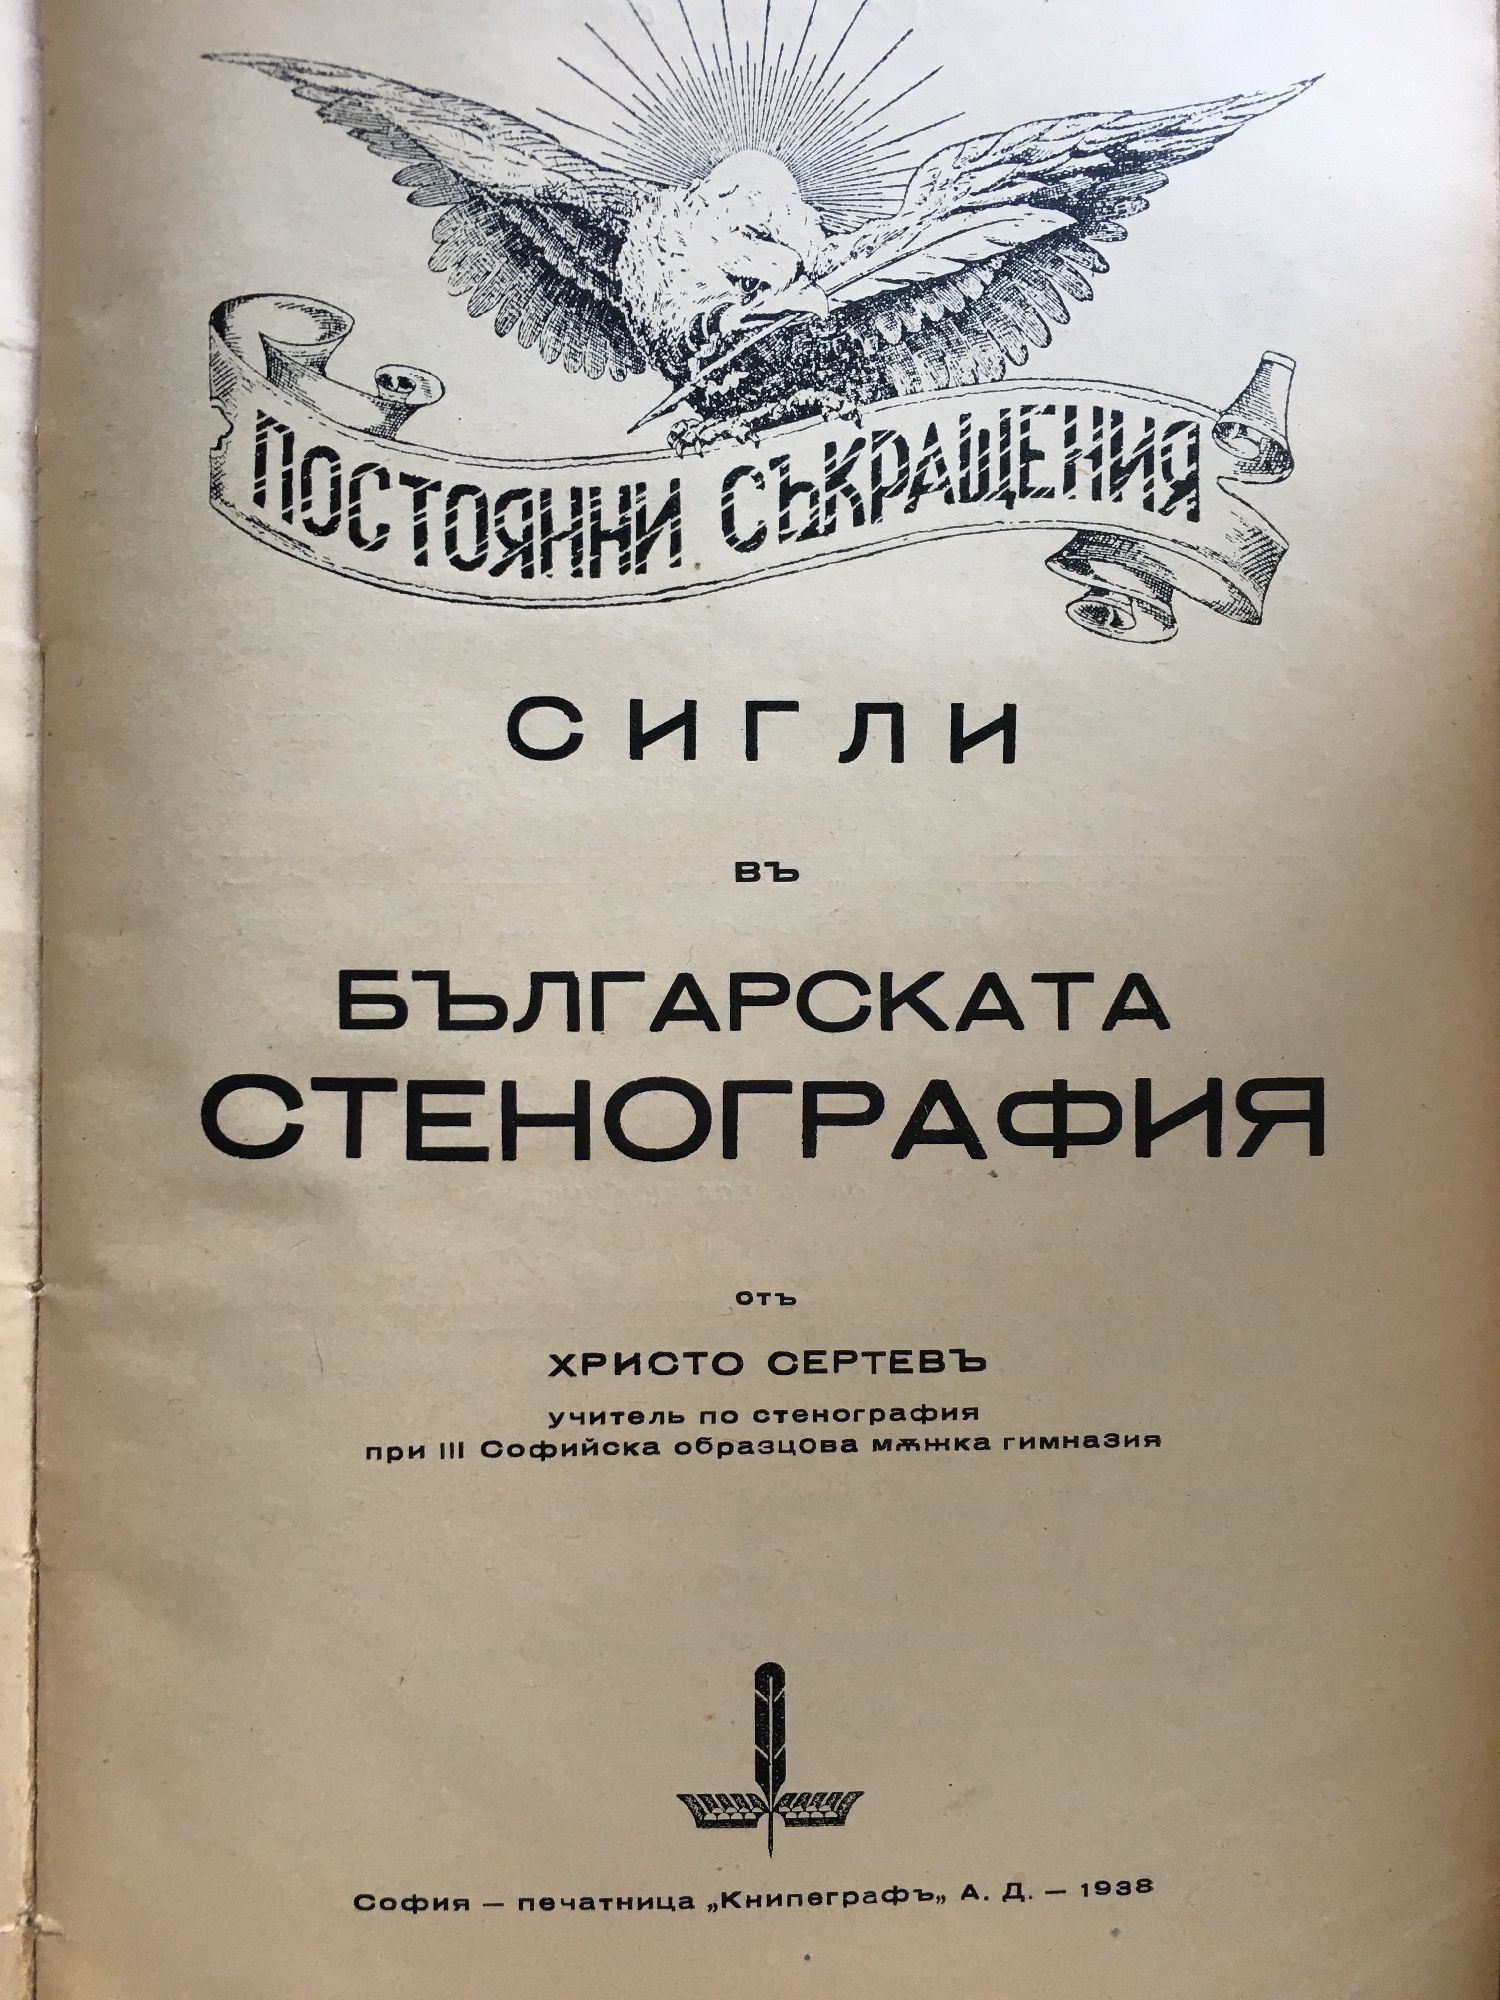 ПОСТОЯННИ СЪКРАЩЕНИЯ
СИГЛИ
въ
БЪЛГАРСКАТА
СТЕНОГРАФИЯ
отъ
ХРИСТО СЕРТЕВЪ
учитель по стенография
при III Софийска образцова мѫжка гимназия
София — печатница „Книпеграфъ„ А. Д. — 1938